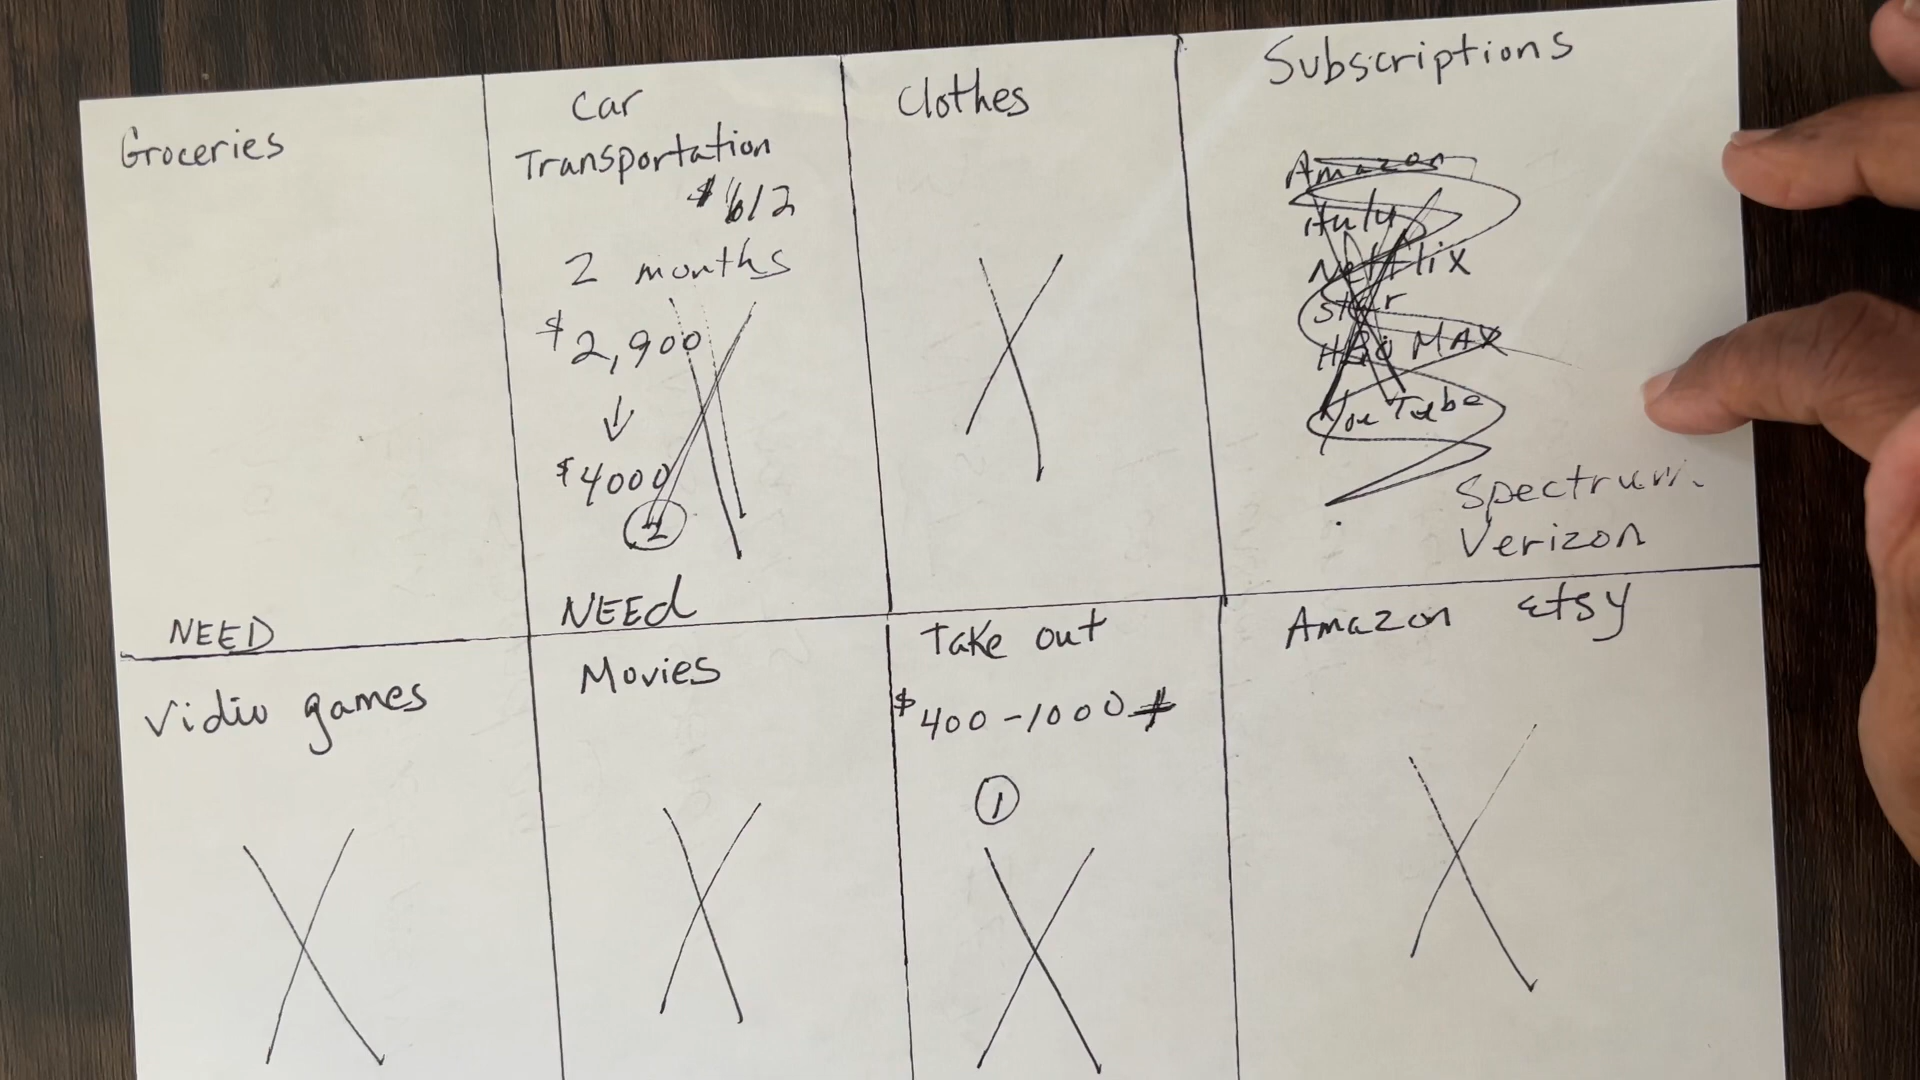 Groceries
NEED
Car
Transportation
$612
2 months
$2,900
↓
$4000
2
NEEd
Clothes
Subscriptions
Amazon
Hulu
Netflix
Star
HBO MAX
YouTube
Spectrum.
Verizon
Vidio games
Movies
Take out
$400-1000
1
Amazon Etsy